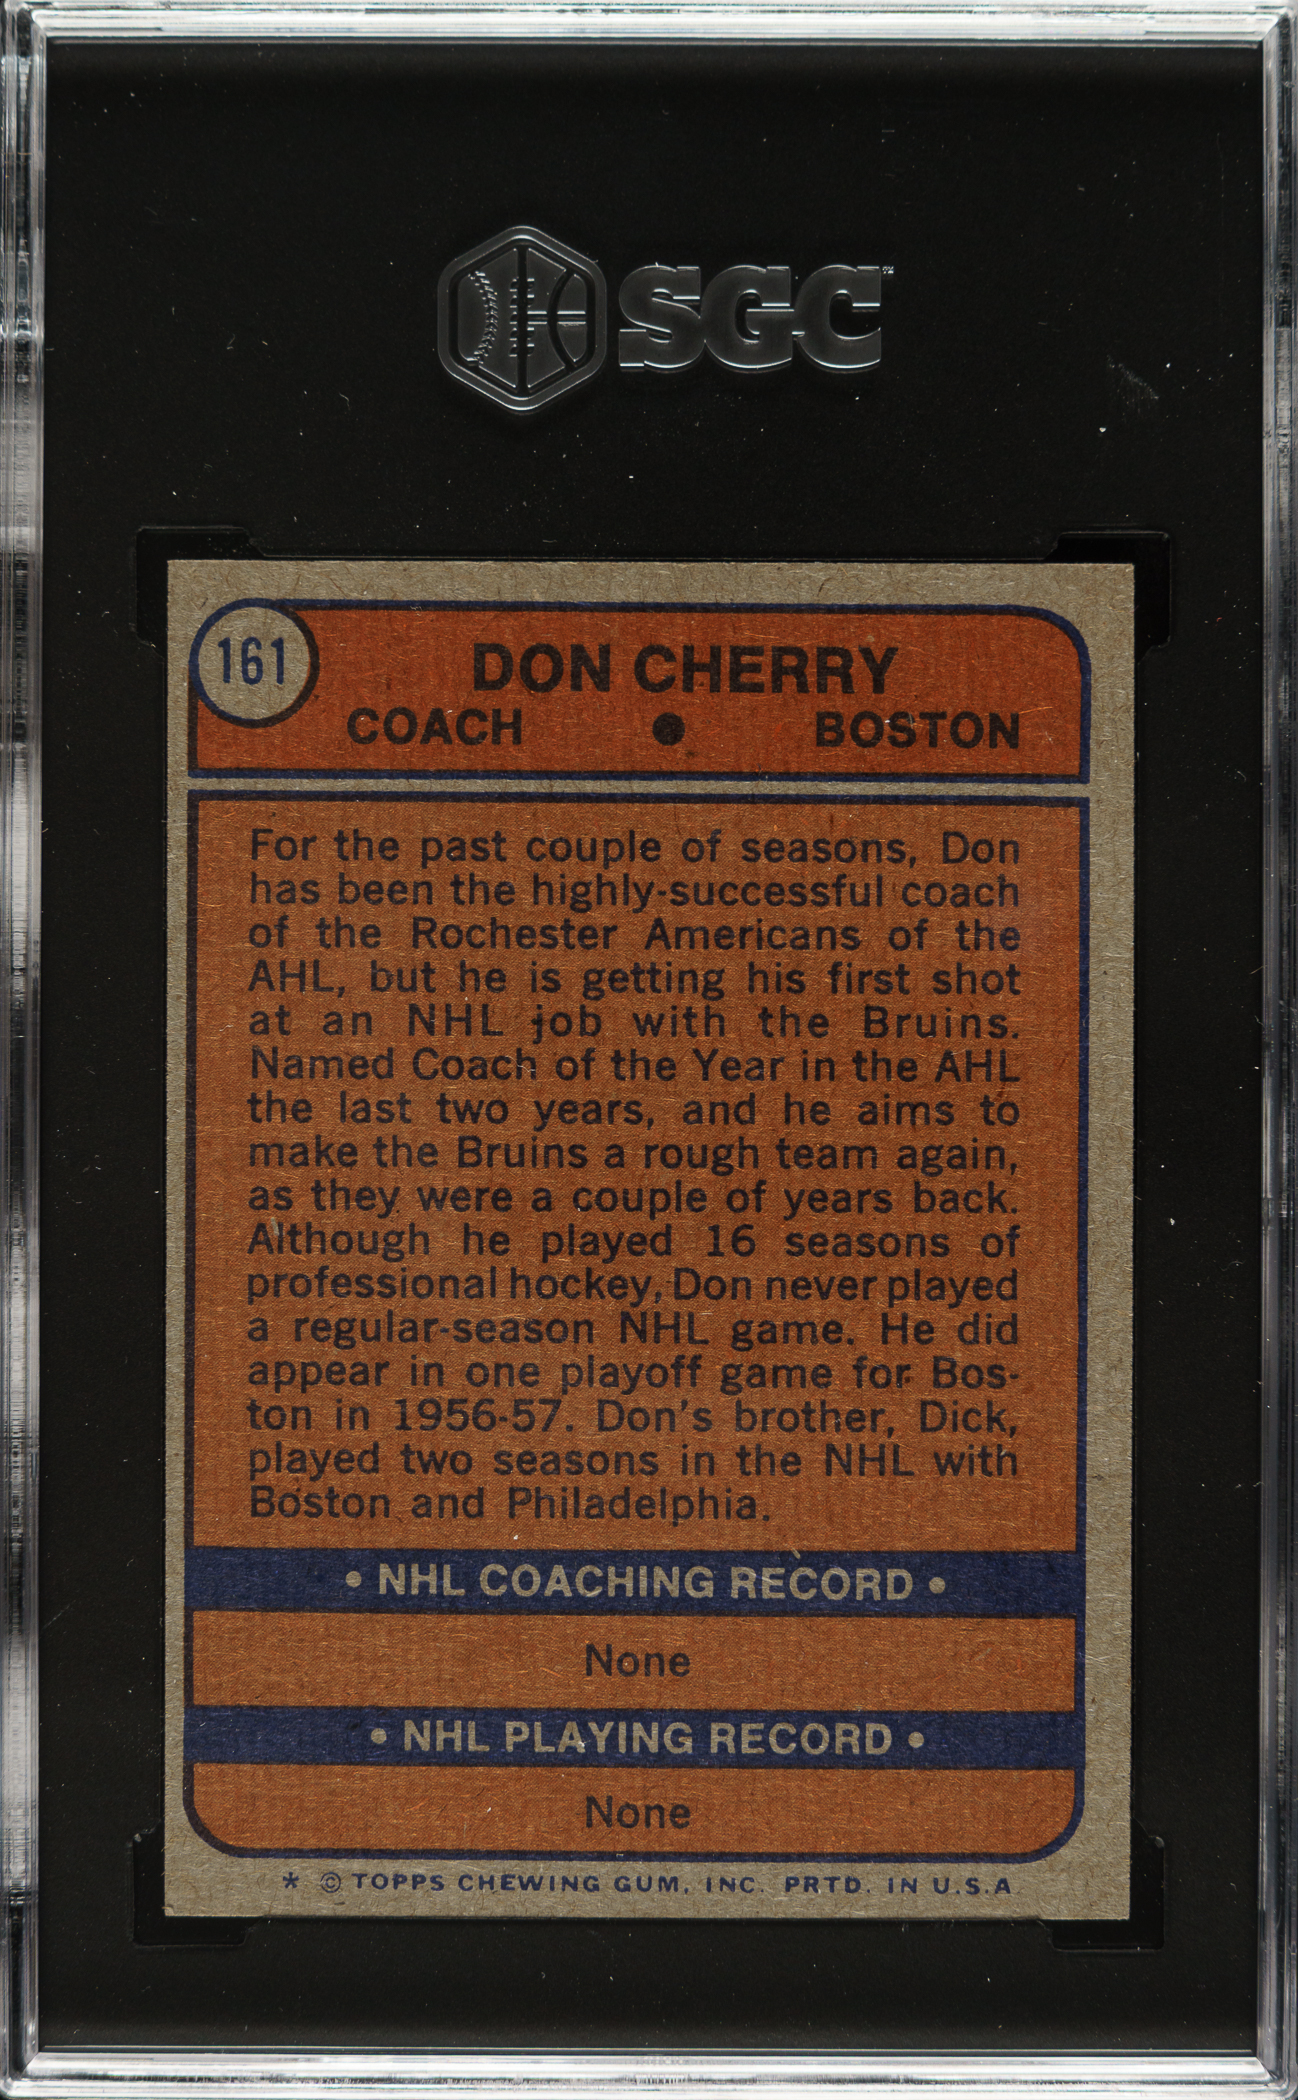 SGC™
161
DON CHERRY
COACH ● BOSTON
For the past couple of seasons, Don
has been the highly-successful coach
of the Rochester Americans of the
AHL, but he is getting his first shot
at an NHL job with the Bruins.
Named Coach of the Year in the AHL
the last two years, and he aims to
make the Bruins a rough team again,
as they were a couple of years back.
Although he played 16 seasons of
professional hockey, Don never played
a regular-season NHL game. He did
appear in one playoff game for Bos-
ton in 1956-57. Don's brother, Dick,
played two seasons in the NHL with
Boston and Philadelphia.
• NHL COACHING RECORD •
None
• NHL PLAYING RECORD •
None
* © TOPPS CHEWING GUM, INC. PRTD. IN U.S.A